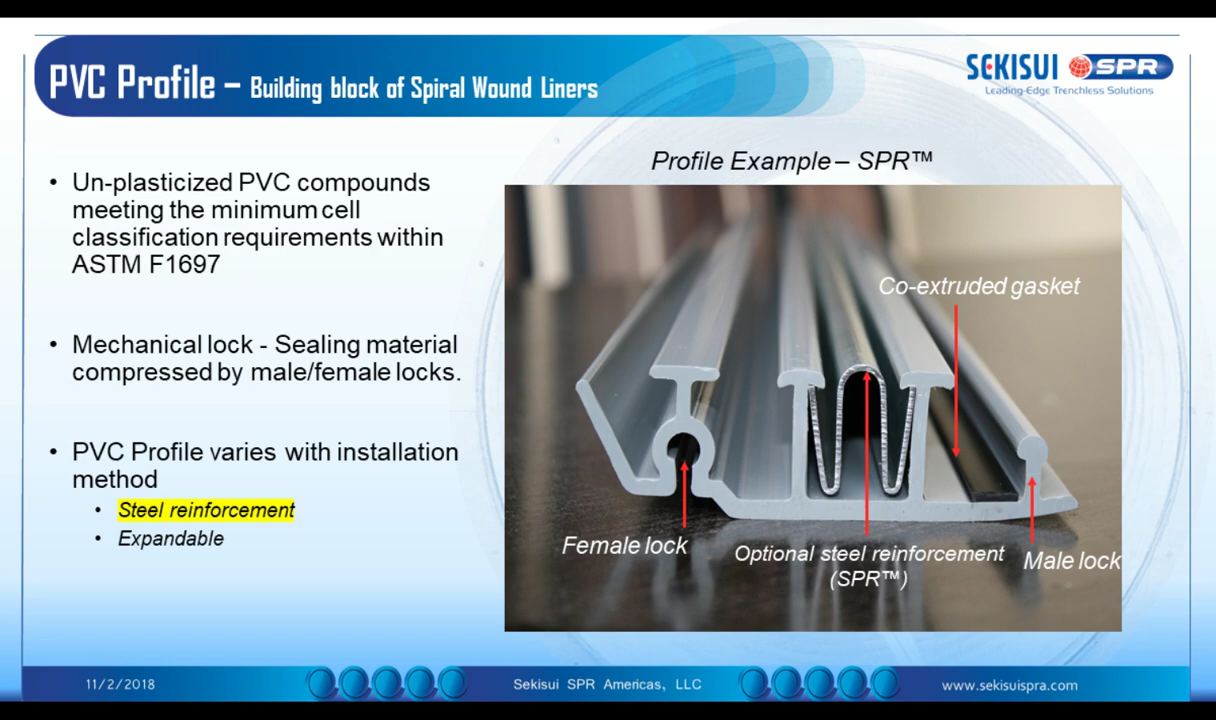 PVC Profile – Building block of Spiral Wound Liners
SEKISUI SPR
Leading-Edge Trenchless Solutions
• Un-plasticized PVC compounds
meeting the minimum cell
classification requirements within
ASTM F1697
• Mechanical lock - Sealing material
compressed by male/female locks.
• PVC Profile varies with installation
method
• Steel reinforcement
• Expandable
Profile Example – SPR™
Co-extruded gasket
Female lock
Optional steel reinforcement
(SPR™)
Male lock
11/2/2018
Sekisui SPR Americas, LLC
www.sekisuispra.com